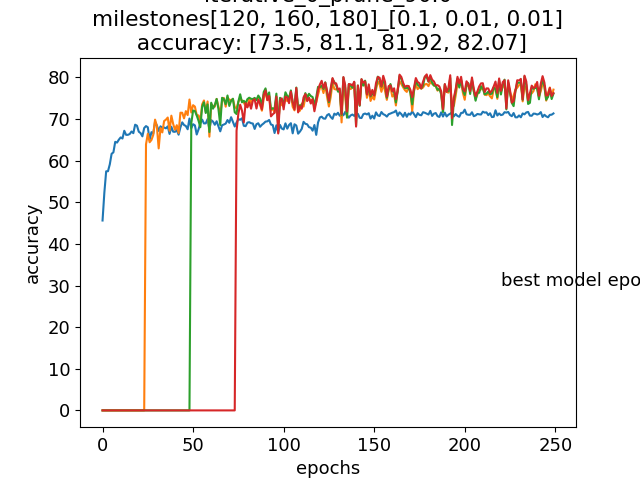 milestones[120, 160, 180]_[0.1, 0.01, 0.01]
accuracy: [73.5, 81.1, 81.92, 82.07]
80
70
60
50
40
30
20
10
0
accuracy
best model epo
0 50 100 150 200 250
epochs